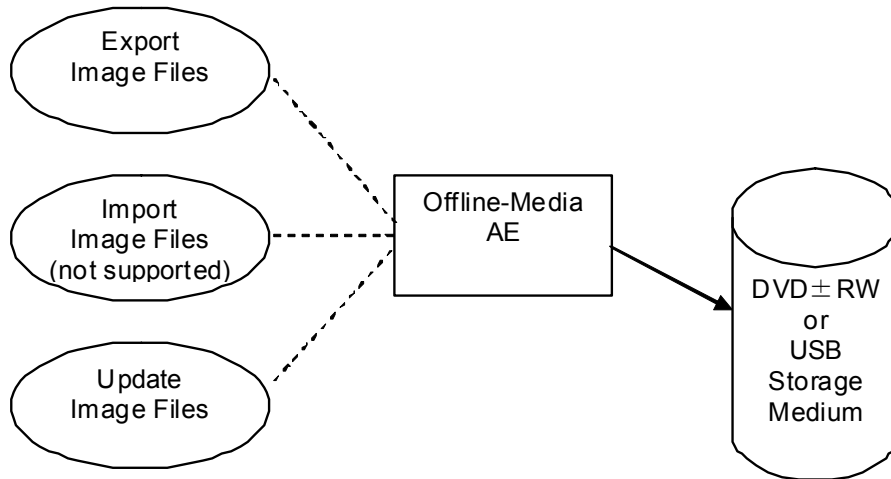 Export
Image Files
Import
Image Files
(not supported)
Update
Image Files
Offline-Media
AE
DVD±RW
or
USB
Storage
Medium